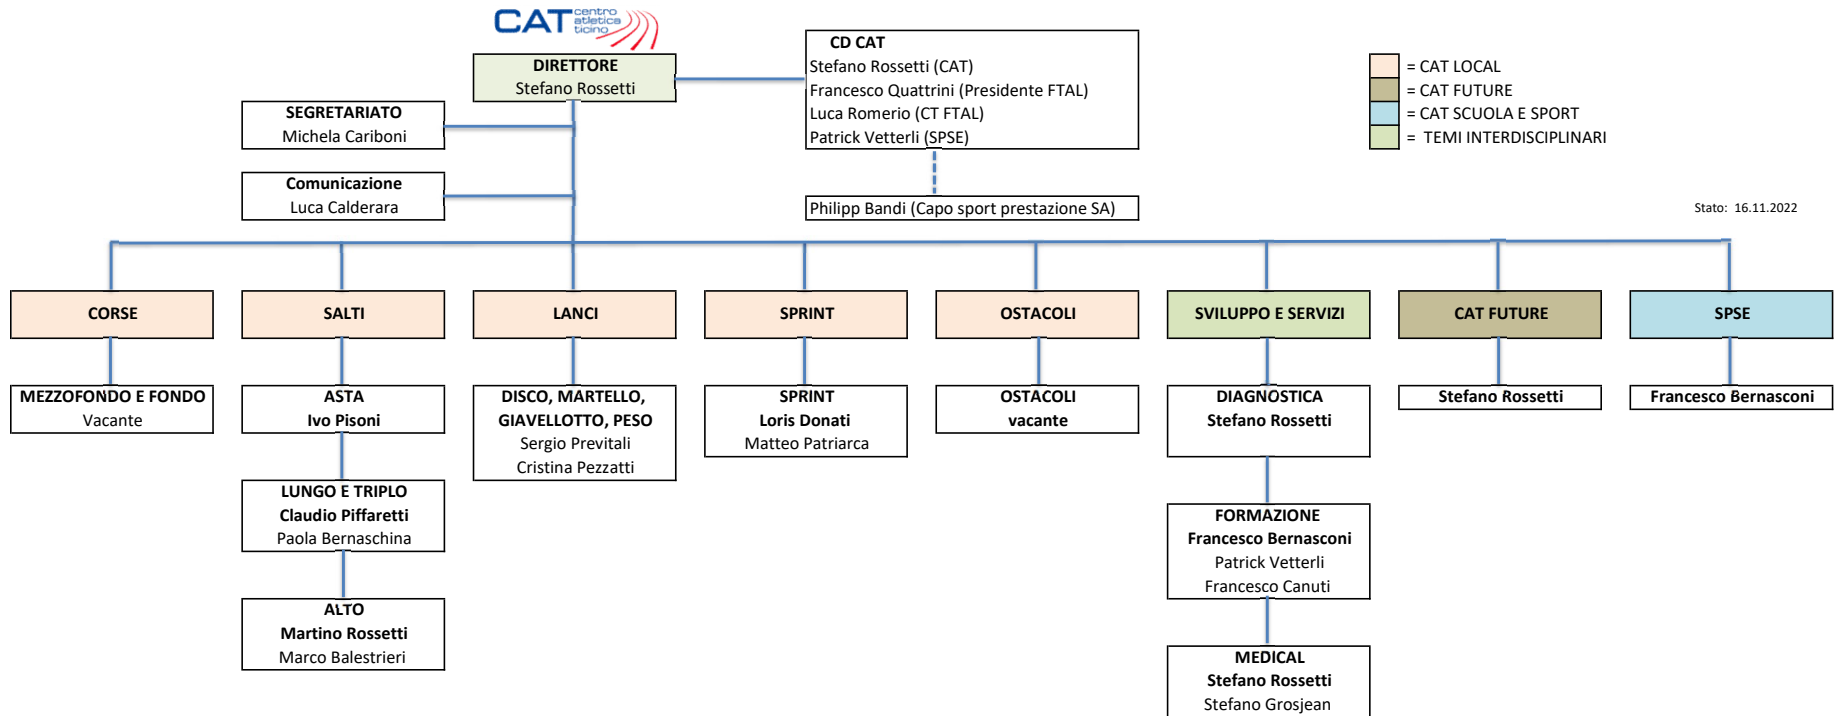 CAT centro
atletica
ticino
DIRETTORE
Stefano Rossetti
CD CAT
Stefano Rossetti (CAT)
Francesco Quattrini (Presidente FTAL)
Luca Romerio (CT FTAL)
Patrick Vetterli (SPSE)
= CAT LOCAL
= CAT FUTURE
= CAT SCUOLA E SPORT
= TEMI INTERDISCIPLINARI
SEGRETARIATO
Michela Cariboni
Comunicazione
Luca Calderara
Philipp Bandi (Capo sport prestazione SA)
Stato: 16.11.2022
CORSE
SALTI
LANCI
SPRINT
OSTACOLI
SVILUPPO E SERVIZI
CAT FUTURE
SPSE
MEZZOFONDO E FONDO
Vacante
ASTA
Ivo Pisoni
DISCO, MARTELLO,
GIAVELLOTTO, PESO
Sergio Previtali
Cristina Pezzatti
SPRINT
Loris Donati
Matteo Patriarca
OSTACOLI
vacante
DIAGNOSTICA
Stefano Rossetti
Stefano Rossetti
Francesco Bernasconi
LUNGO E TRIPLO
Claudio Piffaretti
Paola Bernaschina
FORMAZIONE
Francesco Bernasconi
Patrick Vetterli
Francesco Canuti
ALTO
Martino Rossetti
Marco Balestrieri
MEDICAL
Stefano Rossetti
Stefano Grosjean